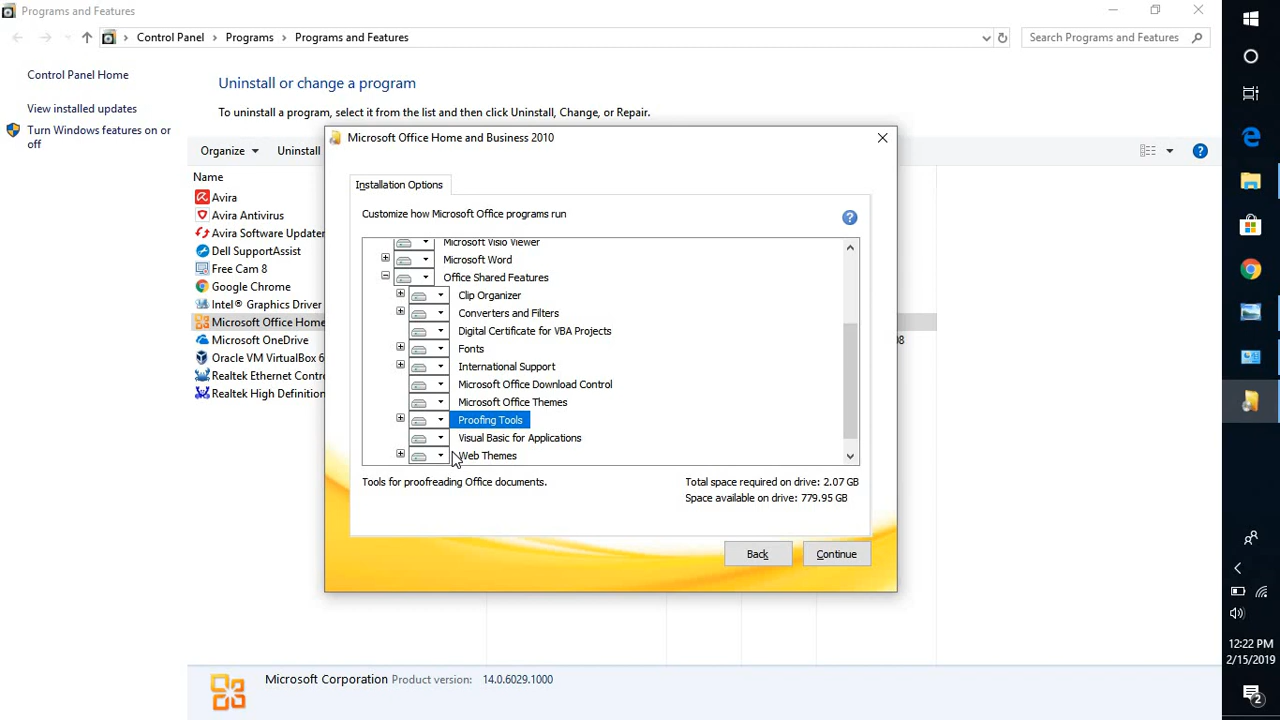 Programs and Features
Control Panel
Programs
Programs and Features
Search Programs and Features
Control Panel Home
View installed updates
Turn Windows features on or
off
Uninstall or change a program
To uninstall a program, select it from the list and then click Uninstall, Change, or Repair.
Organize
Uninstall
Name
Avira
Avira Antivirus
Avira Software Updater
Dell SupportAssist
Free Cam 8
Google Chrome
Intel® Graphics Driver
Microsoft Office Home
Microsoft OneDrive
08
Oracle VM VirtualBox 6
Realtek Ethernet Contr
Realtek High Definition
Microsoft Office Home and Business 2010
Installation Options
Customize how Microsoft Office programs run
Microsoft Visio Viewer
Microsoft Word
Office Shared Features
Clip Organizer
Converters and Filters
Digital Certificate for VBA Projects
Fonts
International Support
Microsoft Office Download Control
Microsoft Office Themes
Proofing Tools
Visual Basic for Applications
Web Themes
Tools for proofreading Office documents.
Total space required on drive: 2.07 GB
Space available on drive: 779.95 GB
Back
Continue
Microsoft Corporation Product version: 14.0.6029.1000
12:22 PM
2/15/2019
2